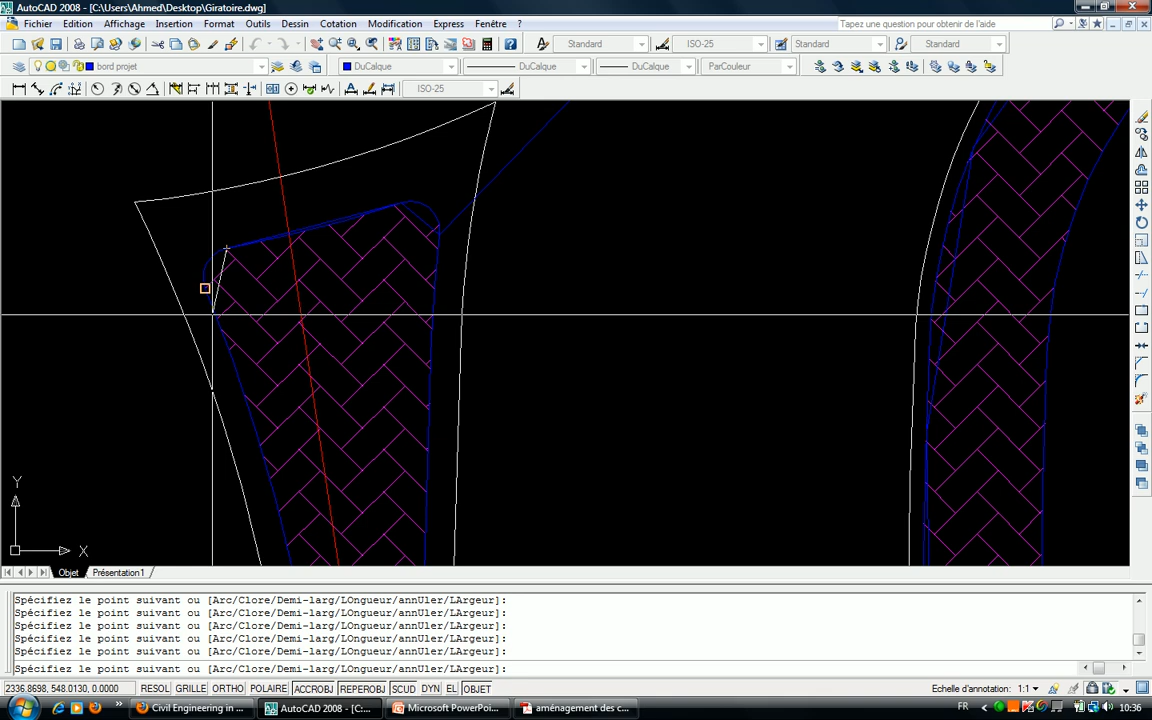 AutoCAD 2008 - [C:\Users\Ahmed\Desktop\Giratoire.dwg]
Fichier Edition Affichage Insertion Format Outils Dessin Cotation Modification Express Fenêtre ?
Tapez une question pour obtenir de l'aide
Standard ISO-25 Standard Standard
bord projet DuCalque DuCalque DuCalque ParCouleur
ISO-25
Y
X
Objet Présentation1
Spécifiez le point suivant ou [Arc/Clore/Demi-larg/LOngueur/annUler/LArgeur]:
Spécifiez le point suivant ou [Arc/Clore/Demi-larg/LOngueur/annUler/LArgeur]:
Spécifiez le point suivant ou [Arc/Clore/Demi-larg/LOngueur/annUler/LArgeur]:
Spécifiez le point suivant ou [Arc/Clore/Demi-larg/LOngueur/annUler/LArgeur]:
Spécifiez le point suivant ou [Arc/Clore/Demi-larg/LOngueur/annUler/LArgeur]:
Spécifiez le point suivant ou [Arc/Clore/Demi-larg/LOngueur/annUler/LArgeur]:
2336.8698, 548.0130, 0.0000 RESOL GRILLE ORTHO POLAIRE ACCROBJ REPEROBJ SCUD DYN EL OBJET Echelle d'annotation: 1:1
Civil Engineering in ... AutoCAD 2008 - [C:... Microsoft PowerPoi... aménagement des c... FR 10:36